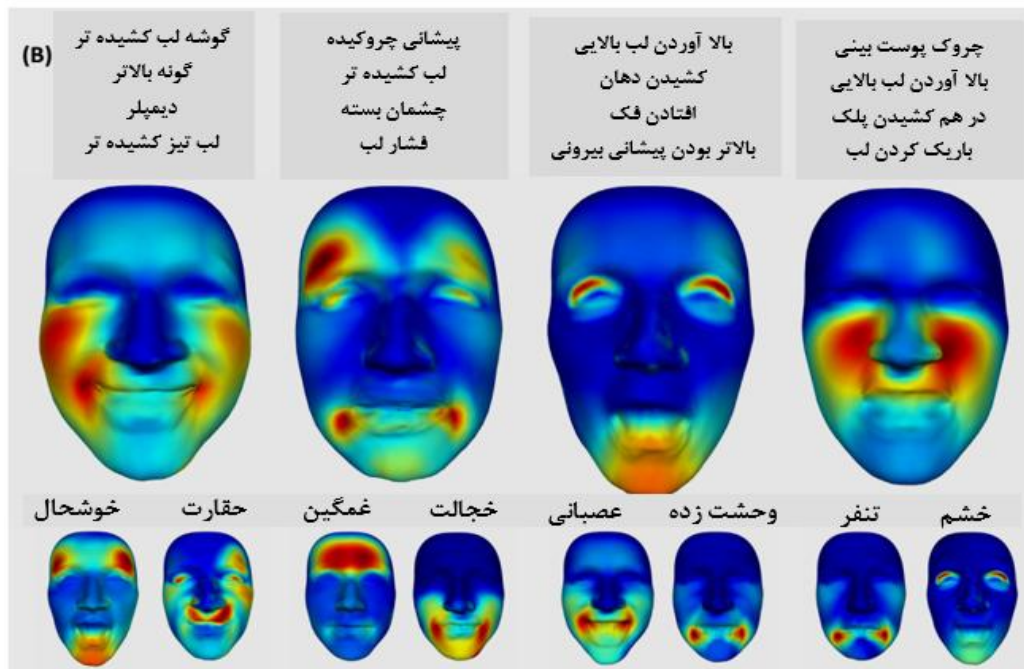 (B)
گوشه لب کشیده تر
گونه بالاتر
دیمپلر
لب تیز کشیده تر
پیشانی چروکیده
لب کشیده تر
چشمان بسته
فشار لب
بالا آوردن لب بالایی
کشیدن دهان
افتادن فک
بالاتر بودن پیشانی بیرونی
چروک پوست بینی
بالا آوردن لب بالایی
در هم کشیدن پلک
باریک کردن لب
خوشحال
حقارت
غمگین
خجالت
عصبانی
وحشت زده
تنفر
خشم